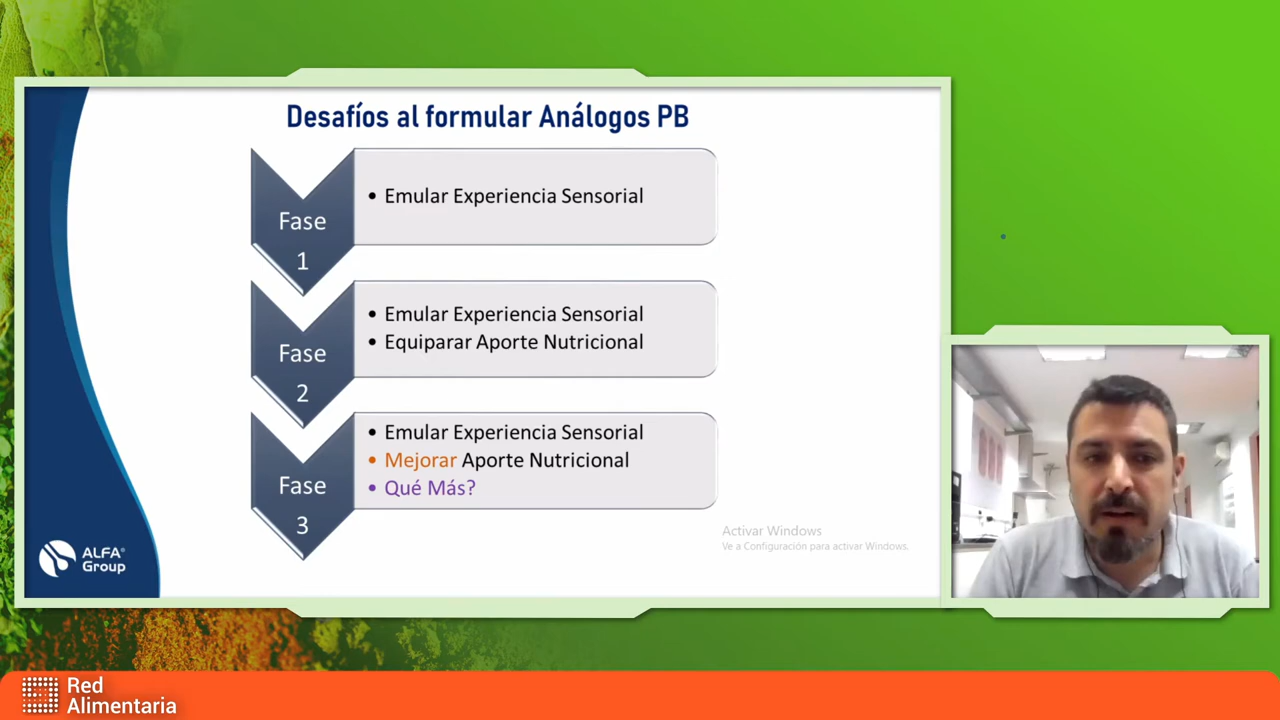 Desafíos al formular Análogos PB
Fase
1
• Emular Experiencia Sensorial
Fase
2
• Emular Experiencia Sensorial
• Equiparar Aporte Nutricional
Fase
3
• Emular Experiencia Sensorial
• Mejorar Aporte Nutricional
• Qué Más?
Activar Windows
Ve a Configuración para activar Windows.
ALFA®
Group
Red
Alimentaria